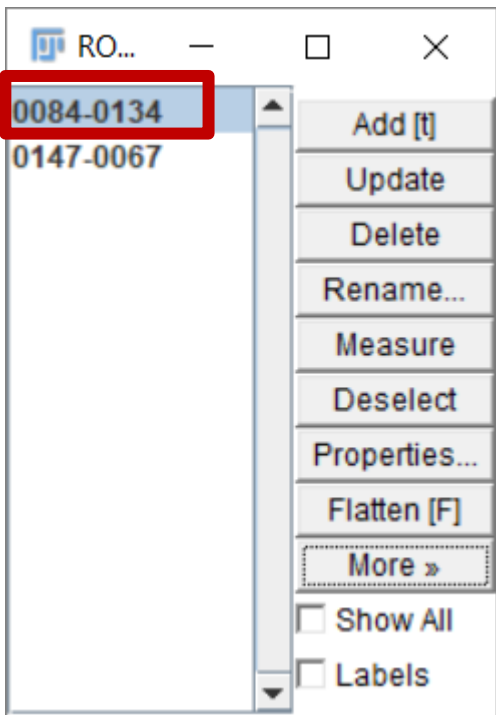 RO...
0084-0134
0147-0067
Add [t]
Update
Delete
Rename...
Measure
Deselect
Properties...
Flatten [F]
More »
Show All
Labels